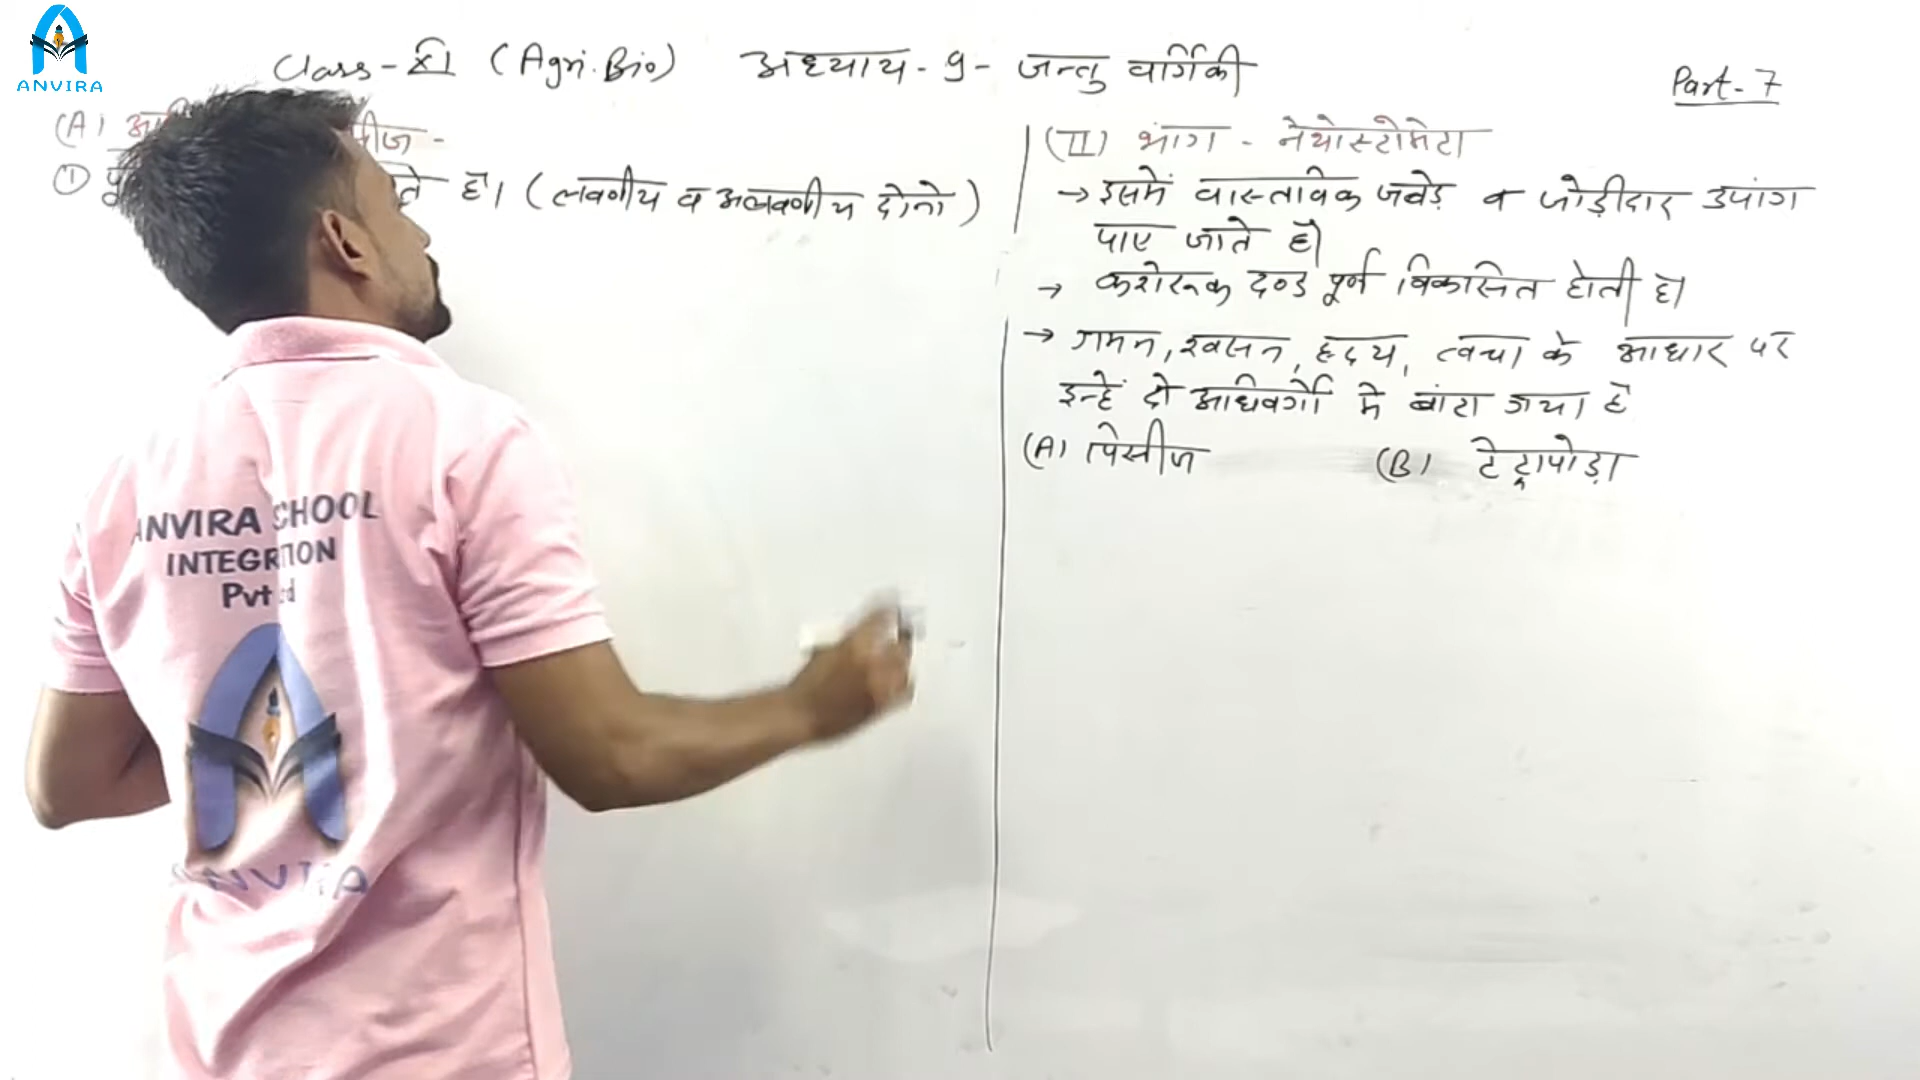 ANVIRA
Class-XI (Agri.Bio) अध्याय-9- जन्तु वर्गिकी
Part-7
(A)
①
है। (लवणीय व अलवणीय दोनो)
(II) भाग - नेथोस्टोमेटा
→ इसमें वास्तविक जबड़े व जोड़ीदार उपांग
पाए जाते है।
→ कशेरूक दण्ड पूर्ण विकसित होती है।
→ गमन, श्वसन, हृदय, त्वचा के आधार पर
इन्हें दो अधिवर्गो मे बांटा गया है
(A) पिसीज (B) टेट्रापोड़ा
ANVIRA SCHOOL
INTEGRATION
Pvt
ANVIRA